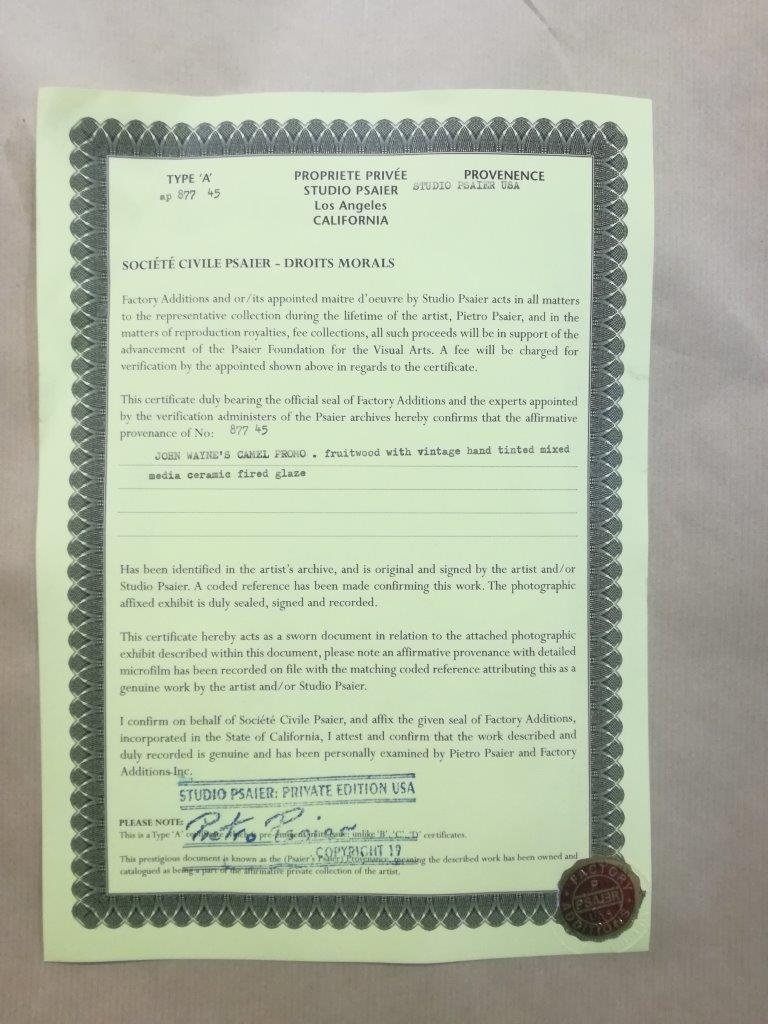 TYPE 'A'
ap 877 45
PROPRIETE PRIVÉE
STUDIO PSAIER
Los Angeles
CALIFORNIA
PROVENENCE
STUDIO PSAIER USA
SOCIÉTÉ CIVILE PSAIER – DROITS MORALS
Factory Additions and or/its appointed maitre d'oeuvre by Studio Psaier acts in all matters
to the representative collection during the lifetime of the artist, Pietro Psaier, and in the
matters of reproduction royalties, fee collections, all such proceeds will be in support of the
advancement of the Psaier Foundation for the Visual Arts. A fee will be charged for
verification by the appointed shown above in regards to the certificate.
This certificate duly bearing the official seal of Factory Additions and the experts appointed
by the verification administers of the Psaier archives hereby confirms that the affirmative
provenance of No: 877 45
JOHN WAYNE'S CAMEL PROMO . fruitwood with vintage hand tinted mixed
media ceramic fired glaze
Has been identified in the artist's archive, and is original and signed by the artist and/or
Studio Psaier. A coded reference has been made confirming this work. The photographic
affixed exhibit is duly sealed, signed and recorded.
This certificate hereby acts as a sworn document in relation to the attached photographic
exhibit described within this document, please note an affirmative provenance with detailed
microfilm has been recorded on file with the matching coded reference attributing this as a
genuine work by the artist and/or Studio Psaier.
I confirm on behalf of Société Civile Psaier, and affix the given seal of Factory Additions,
incorporated in the State of California, I attest and confirm that the work described and
duly recorded is genuine and has been personally examined by Pietro Psaier and Factory
Additions Inc.
STUDIO PSAIER: PRIVATE EDITION USA
Pietro Psaier
PLEASE NOTE:
This is a Type 'A' unlike 'B', 'C', 'D' certificates.
COPYRIGHT 19
This prestigious document is known as the (Psaier's Psaier) Provenance, meaning the described work has been owned and
catalogued as being a part of the affirmative private collection of the artist.
FACTORY
P
PSAIER
ADDITIONS